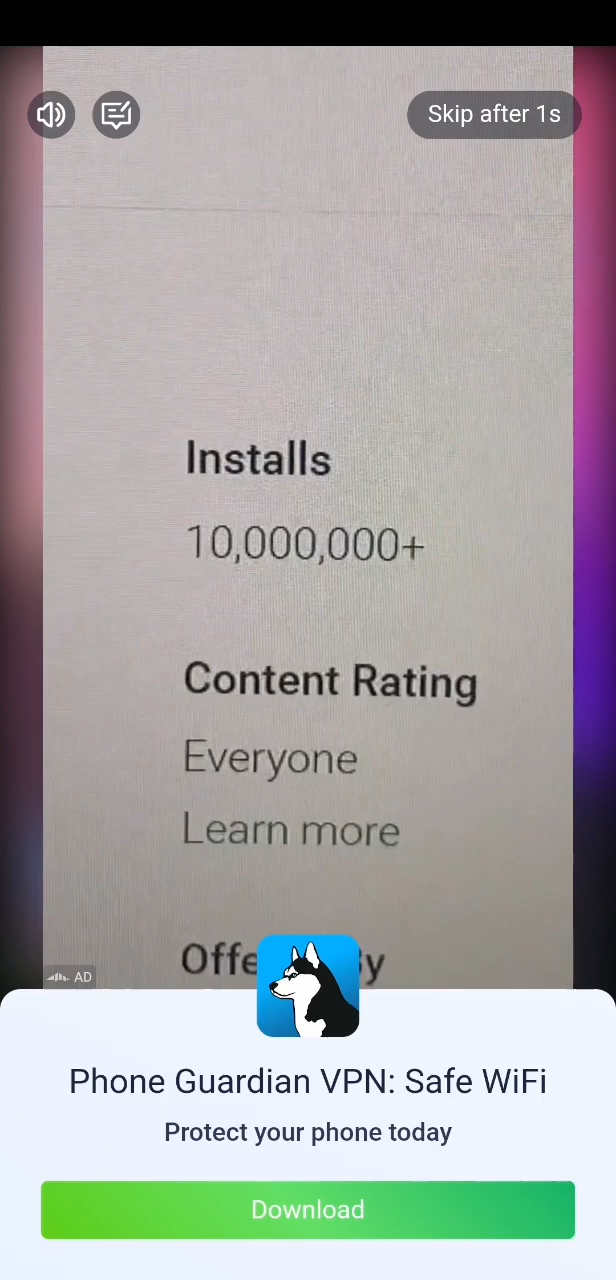 Skip after 1s
Installs
10,000,000+
Content Rating
Everyone
Learn more
Offe y
AD
Phone Guardian VPN: Safe WiFi
Protect your phone today
Download